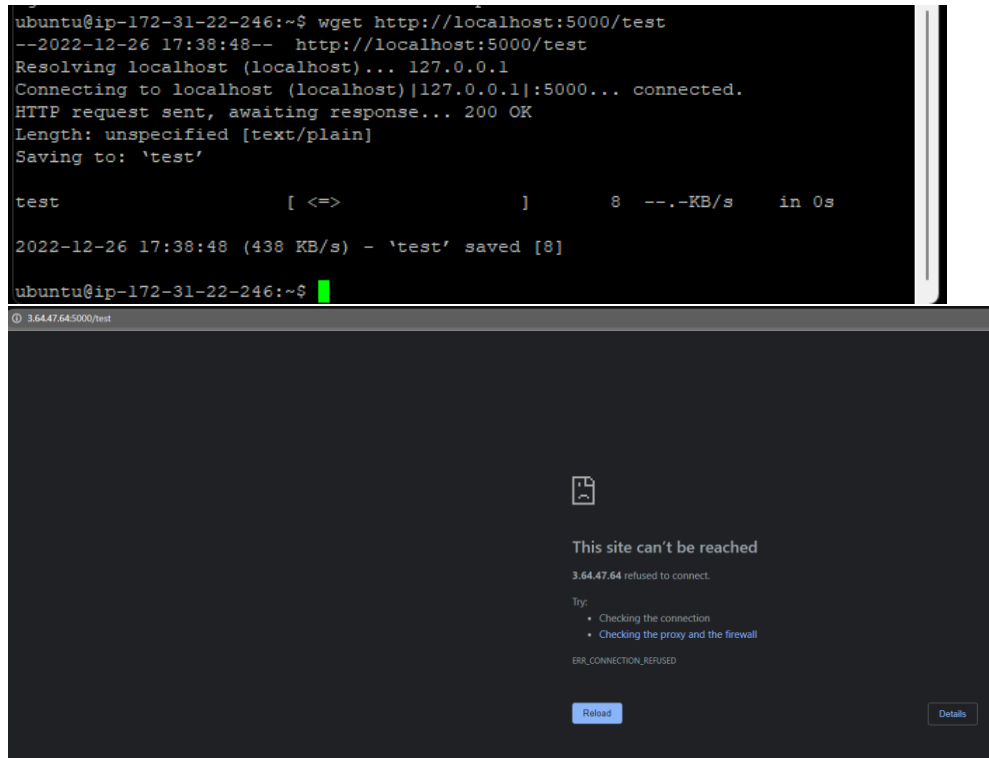 ubuntu@ip-172-31-22-246:~$ wget http://localhost:5000/test
--2022-12-26 17:38:48--  http://localhost:5000/test
Resolving localhost (localhost)... 127.0.0.1
Connecting to localhost (localhost)|127.0.0.1|:5000... connected.
HTTP request sent, awaiting response... 200 OK
Length: unspecified [text/plain]
Saving to: ‘test’
test                [ <=>                ]       8  --.-KB/s    in 0s
2022-12-26 17:38:48 (438 KB/s) - ‘test’ saved [8]
ubuntu@ip-172-31-22-246:~$
3.64.47.64:5000/test
This site can't be reached
3.64.47.64 refused to connect.
Try:
• Checking the connection
• Checking the proxy and the firewall
ERR_CONNECTION_REFUSED
Reload
Details